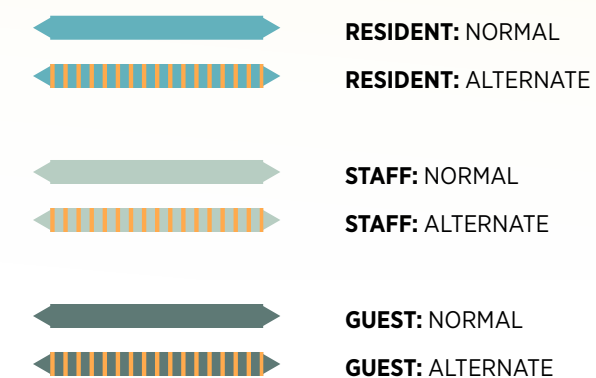 RESIDENT: NORMAL
RESIDENT: ALTERNATE
STAFF: NORMAL
STAFF: ALTERNATE
GUEST: NORMAL
GUEST: ALTERNATE